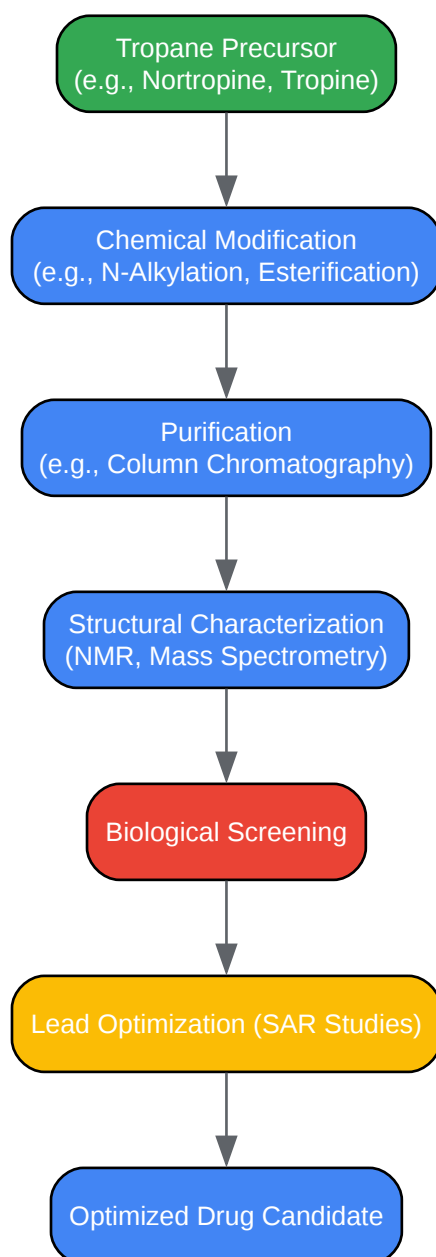 Tropane Precursor
(e.g., Nortropine, Tropine)
Chemical Modification
(e.g., N-Alkylation, Esterification)
Purification
(e.g., Column Chromatography)
Structural Characterization
(NMR, Mass Spectrometry)
Biological Screening
Lead Optimization (SAR Studies)
Optimized Drug Candidate